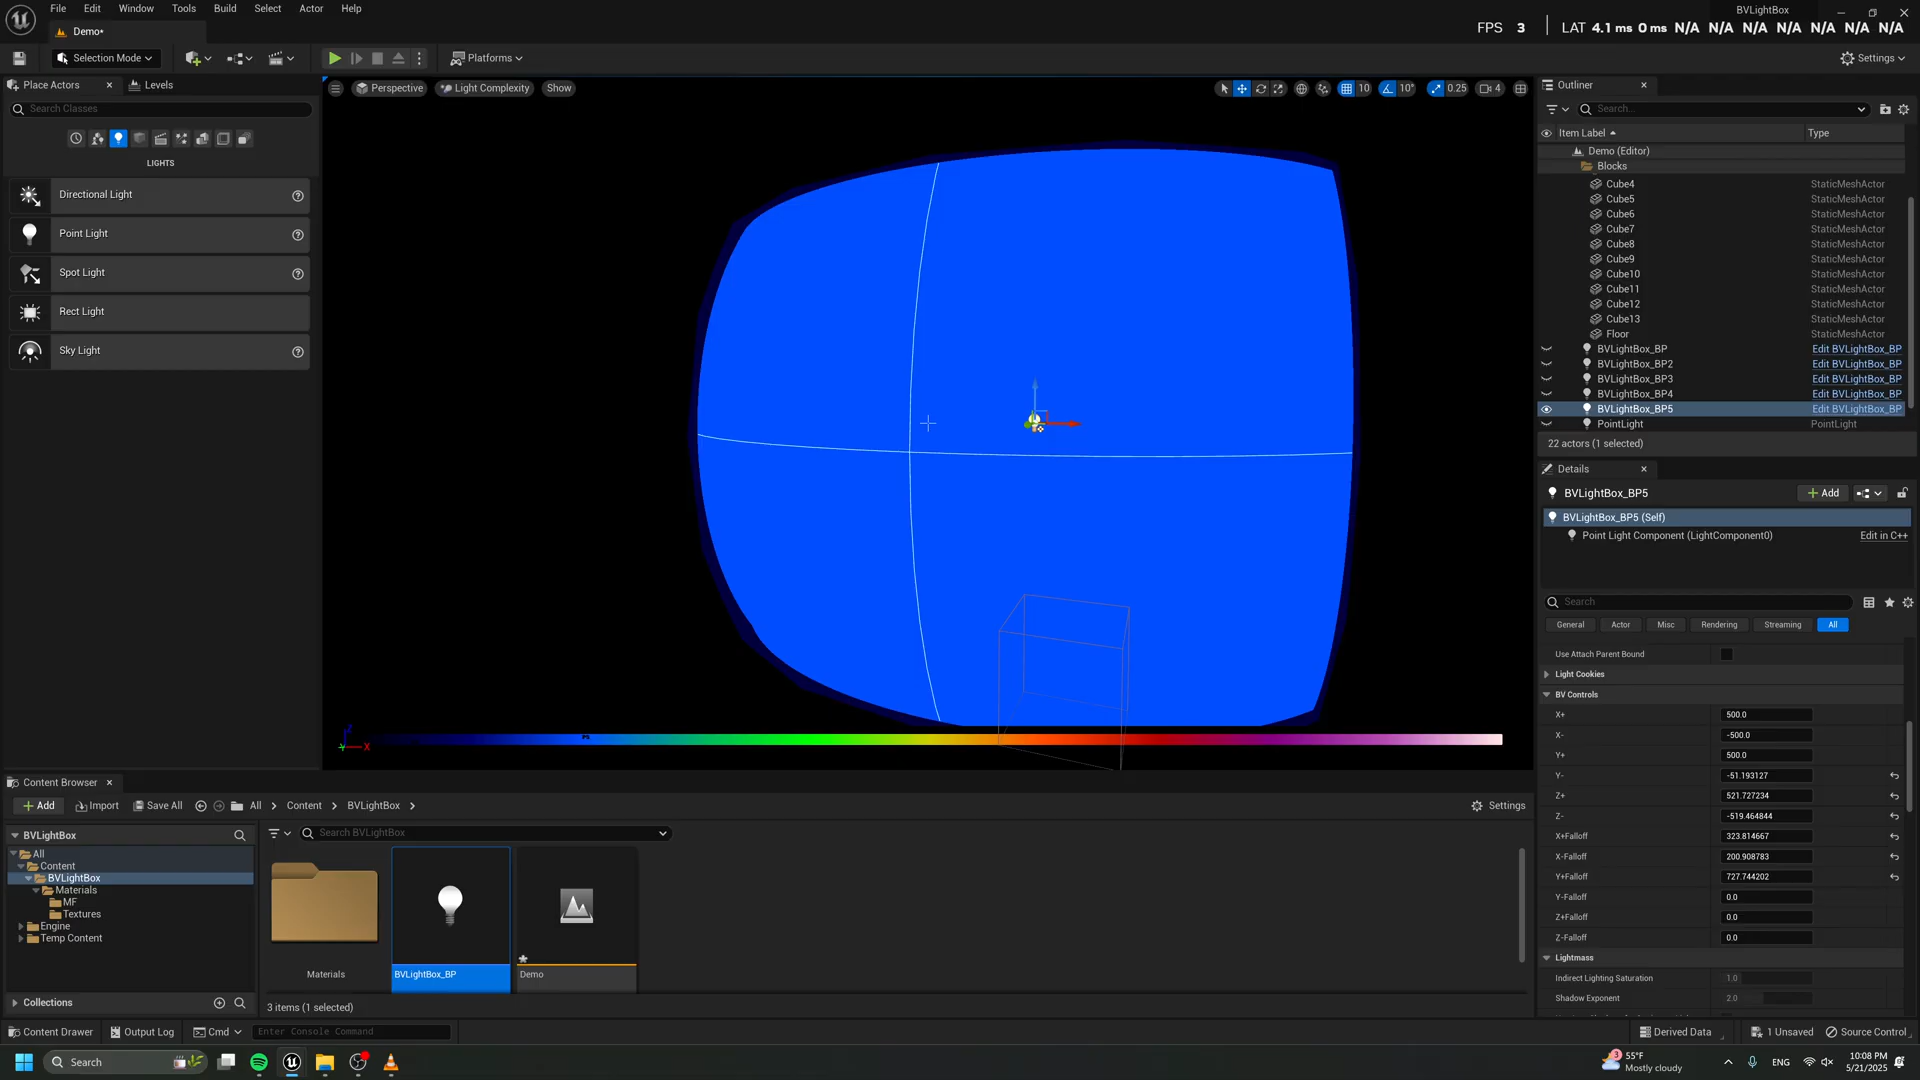 File Edit Window Tools Build Select Actor Help
BVLightBox
Demo*
FPS 3 LAT 4.1 ms 0 ms N/A N/A N/A N/A N/A N/A N/A
Selection Mode
Platforms
Settings
Place Actors
Levels
Search Classes
LIGHTS
Directional Light
Point Light
Spot Light
Rect Light
Sky Light
Perspective
Light Complexity
Show
10
10°
0.25
4
X
Outliner
Search...
Item Label
Type
Demo (Editor)
Blocks
Cube4 StaticMeshActor
Cube5 StaticMeshActor
Cube6 StaticMeshActor
Cube7 StaticMeshActor
Cube8 StaticMeshActor
Cube9 StaticMeshActor
Cube10 StaticMeshActor
Cube11 StaticMeshActor
Cube12 StaticMeshActor
Cube13 StaticMeshActor
Floor StaticMeshActor
BVLightBox_BP Edit BVLightBox_BP
BVLightBox_BP2 Edit BVLightBox_BP
BVLightBox_BP3 Edit BVLightBox_BP
BVLightBox_BP4 Edit BVLightBox_BP
BVLightBox_BP5 Edit BVLightBox_BP
PointLight PointLight
22 actors (1 selected)
Details
BVLightBox_BP5
Add
BVLightBox_BP5 (Self)
Point Light Component (LightComponent0) Edit in C++
Search
General Actor Misc Rendering Streaming All
Use Attach Parent Bound
Light Cookies
BV Controls
X+ 500.0
X- -500.0
Y+ 500.0
Y- -51.193127
Z+ 521.727234
Z- -519.464844
X+Falloff 323.814667
X-Falloff 200.908783
Y+Falloff 727.744202
Y-Falloff 0.0
Z+Falloff 0.0
Z-Falloff 0.0
Lightmass
Indirect Lighting Saturation 1.0
Shadow Exponent 2.0
Content Browser
Add
Import
Save All
All
Content
BVLightBox
Settings
BVLightBox
Search BVLightBox
All
Content
BVLightBox
Materials
MF
Textures
Engine
Temp Content
Collections
Materials
BVLightBox_BP
Demo
3 items (1 selected)
Content Drawer
Output Log
Cmd
Enter Console Command
Derived Data
1 Unsaved
Source Control
Search
3
55°F
Mostly cloudy
ENG
10:08 PM
5/21/2025